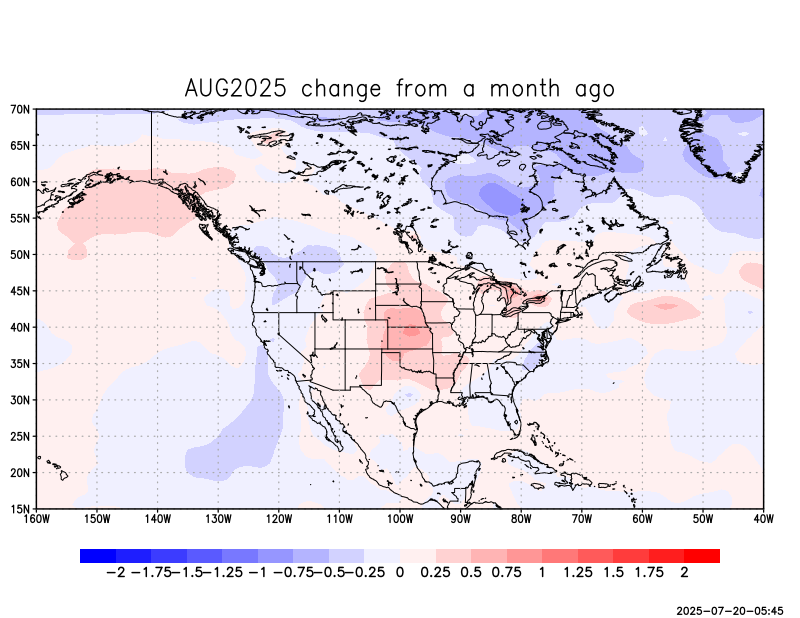 AUG2025 change from a month ago
70N
65N
60N
55N
50N
45N
40N
35N
30N
25N
20N
15N
160W 150W 140W 130W 120W 110W 100W 90W 80W 70W 60W 50W 40W
−2 −1.75 −1.5 −1.25 −1 −0.75 −0.5 −0.25 0 0.25 0.5 0.75 1 1.25 1.5 1.75 2
2025-07-20-05:45